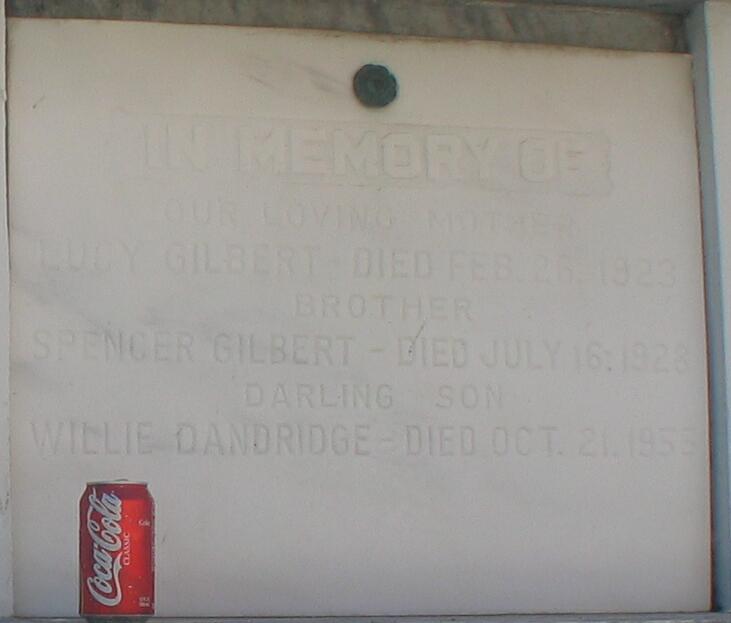 IN MEMORY OF
OUR LOVING MOTHER
LUCY GILBERT - DIED FEB. 26, 1923
BROTHER
SPENCER GILBERT - DIED JULY 16, 1928
DARLING SON
WILLIE DANDRIDGE - DIED OCT. 21, 1955
Coca-Cola
CLASSIC
Coke